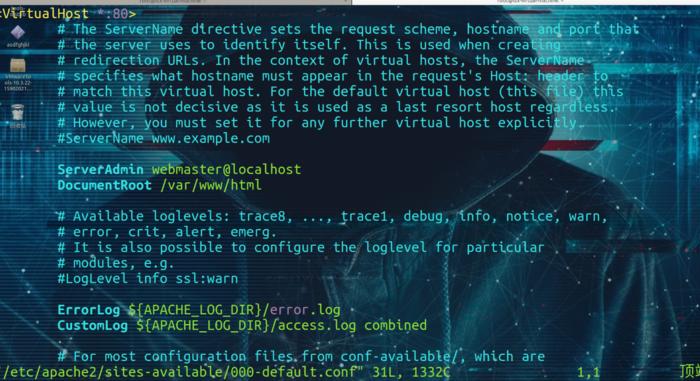 <VirtualHost *:80>
# The ServerName directive sets the request scheme, hostname and port that
# the server uses to identify itself. This is used when creating
# redirection URLs. In the context of virtual hosts, the ServerName
# specifies what hostname must appear in the request's Host: header to
# match this virtual host. For the default virtual host (this file) this
# value is not decisive as it is used as a last resort host regardless.
# However, you must set it for any further virtual host explicitly.
#ServerName www.example.com
ServerAdmin webmaster@localhost
DocumentRoot /var/www/html
# Available loglevels: trace8, ..., trace1, debug, info, notice, warn,
# error, crit, alert, emerg.
# It is also possible to configure the loglevel for particular
# modules, e.g.
#LogLevel info ssl:warn
ErrorLog ${APACHE_LOG_DIR}/error.log
CustomLog ${APACHE_LOG_DIR}/access.log combined
# For most configuration files from conf-available/, which are
"/etc/apache2/sites-available/000-default.conf" 31L, 1332C 1,1 顶端